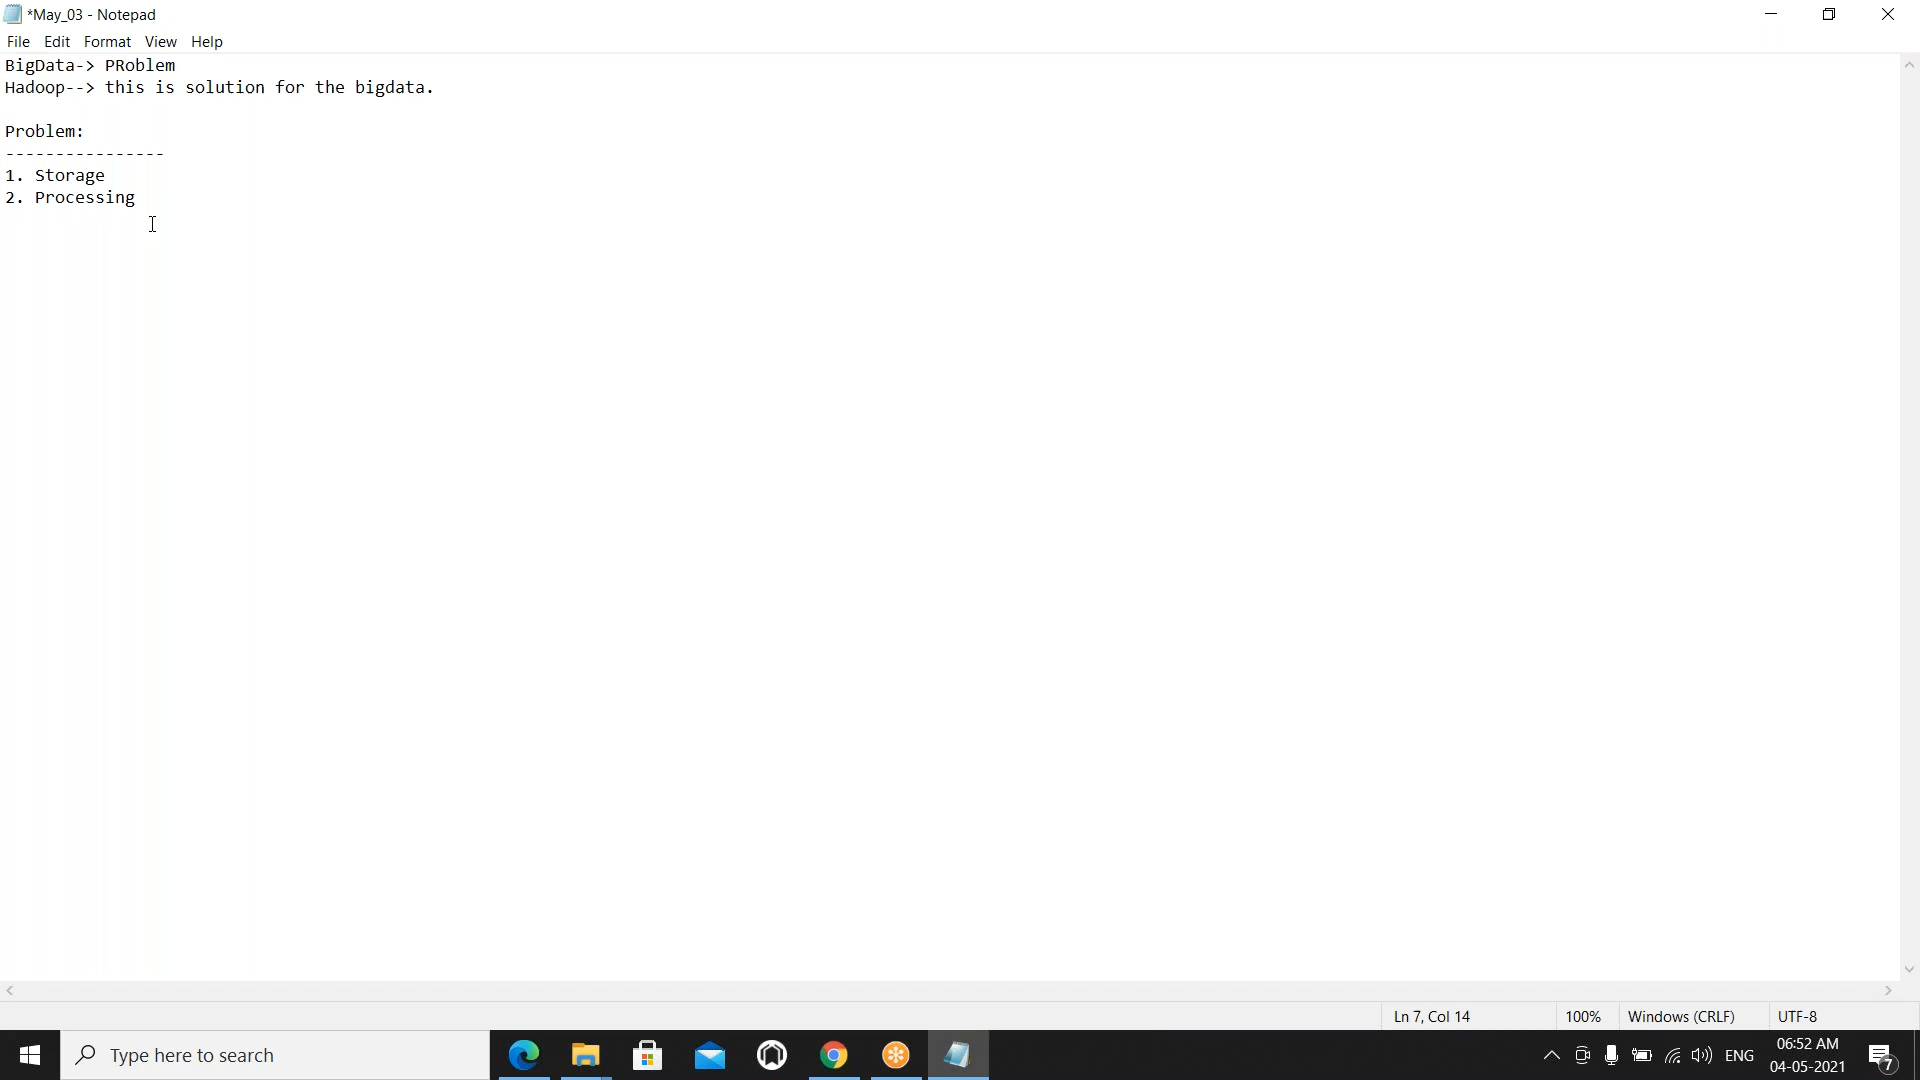 *May_03 - Notepad
File Edit Format View Help
BigData-> PRoblem
Hadoop--> this is solution for the bigdata.
Problem:
----------------
1. Storage
2. Processing
Ln 7, Col 14 100% Windows (CRLF) UTF-8
Type here to search
ENG
06:52 AM
04-05-2021
7